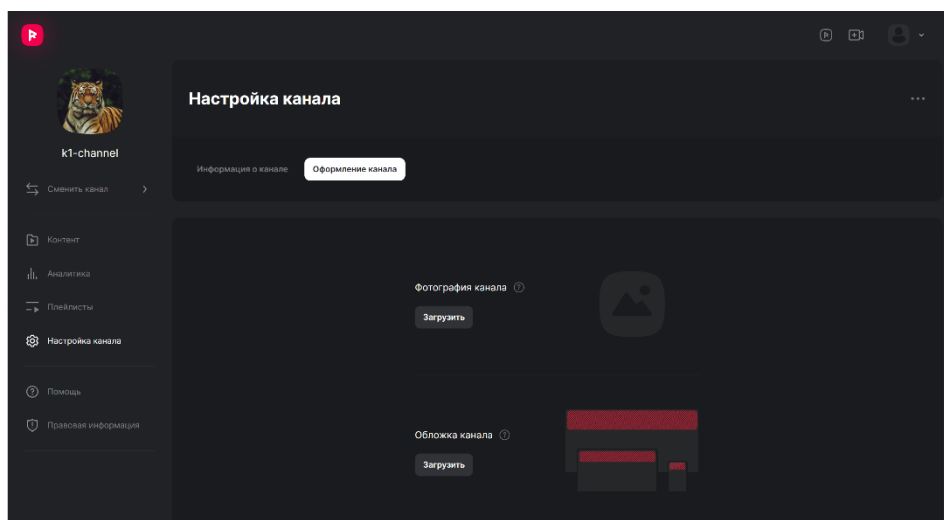 k1-channel
Сменить канал
Контент
Аналитика
Плейлисты
Настройка канала
Помощь
Правовая информация
Настройка канала
Информация о канале
Оформление канала
Фотография канала
Загрузить
Обложка канала
Загрузить